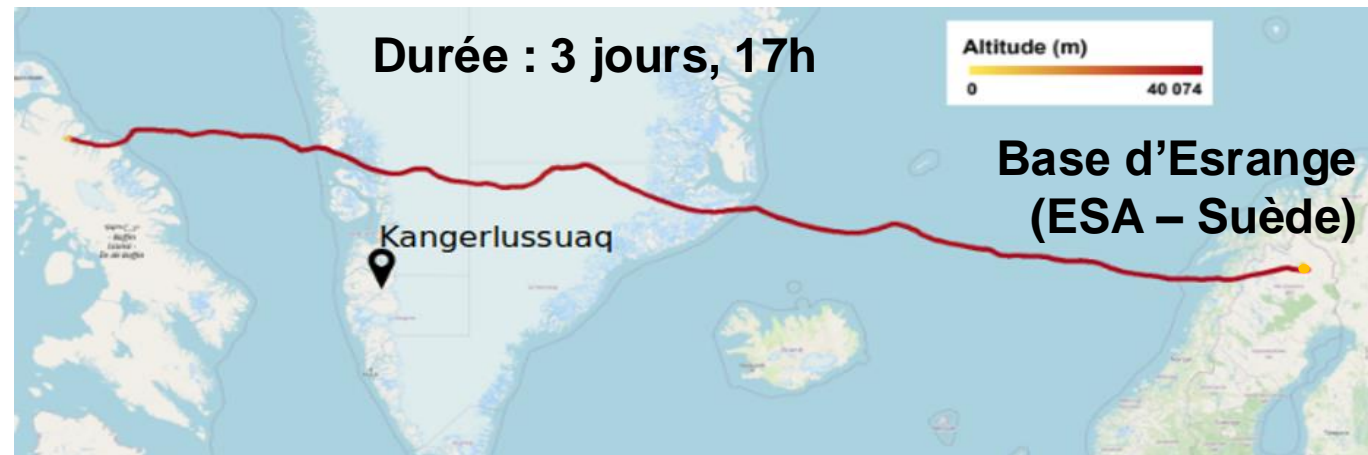 Durée : 3 jours, 17h
Altitude (m)
0 40 074
Base d’Esrange
(ESA – Suède)
Kangerlussuaq